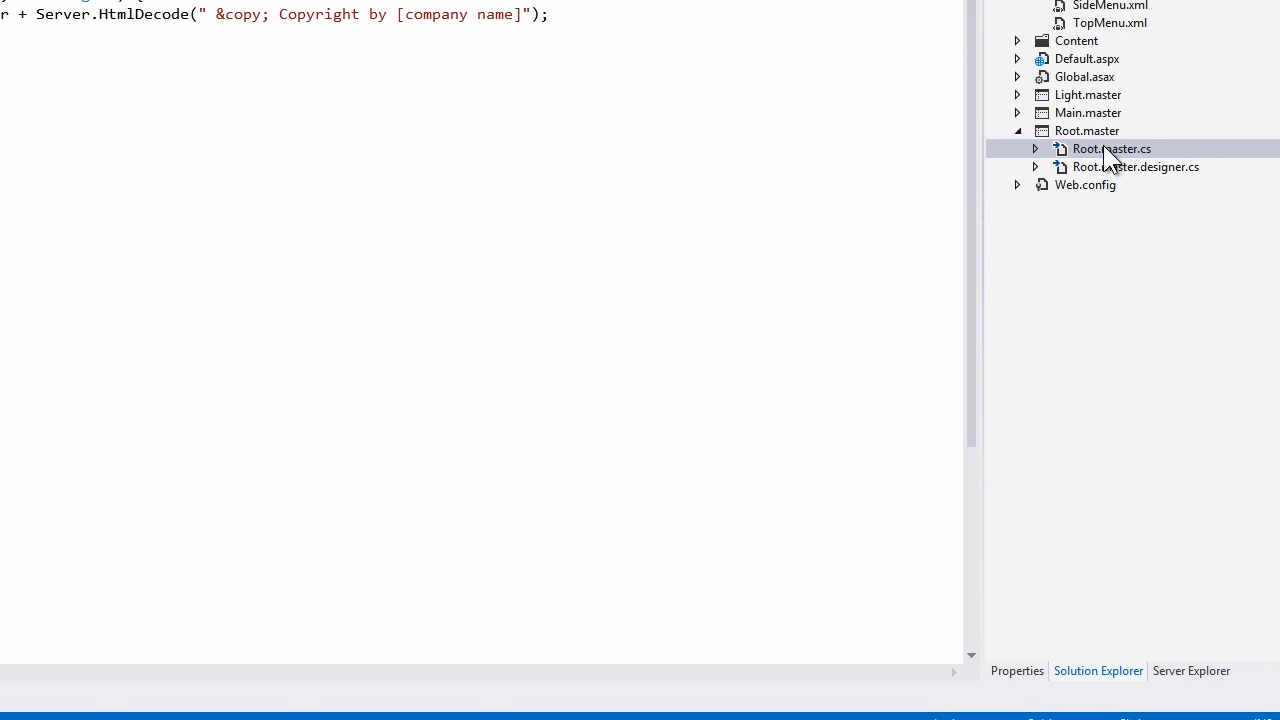 r + Server.HtmlDecode(" &copy; Copyright by [company name]");
SideMenu.xml
TopMenu.xml
Content
Default.aspx
Global.asax
Light.master
Main.master
Root.master
Root.master.cs
Root.master.designer.cs
Web.config
Properties
Solution Explorer
Server Explorer